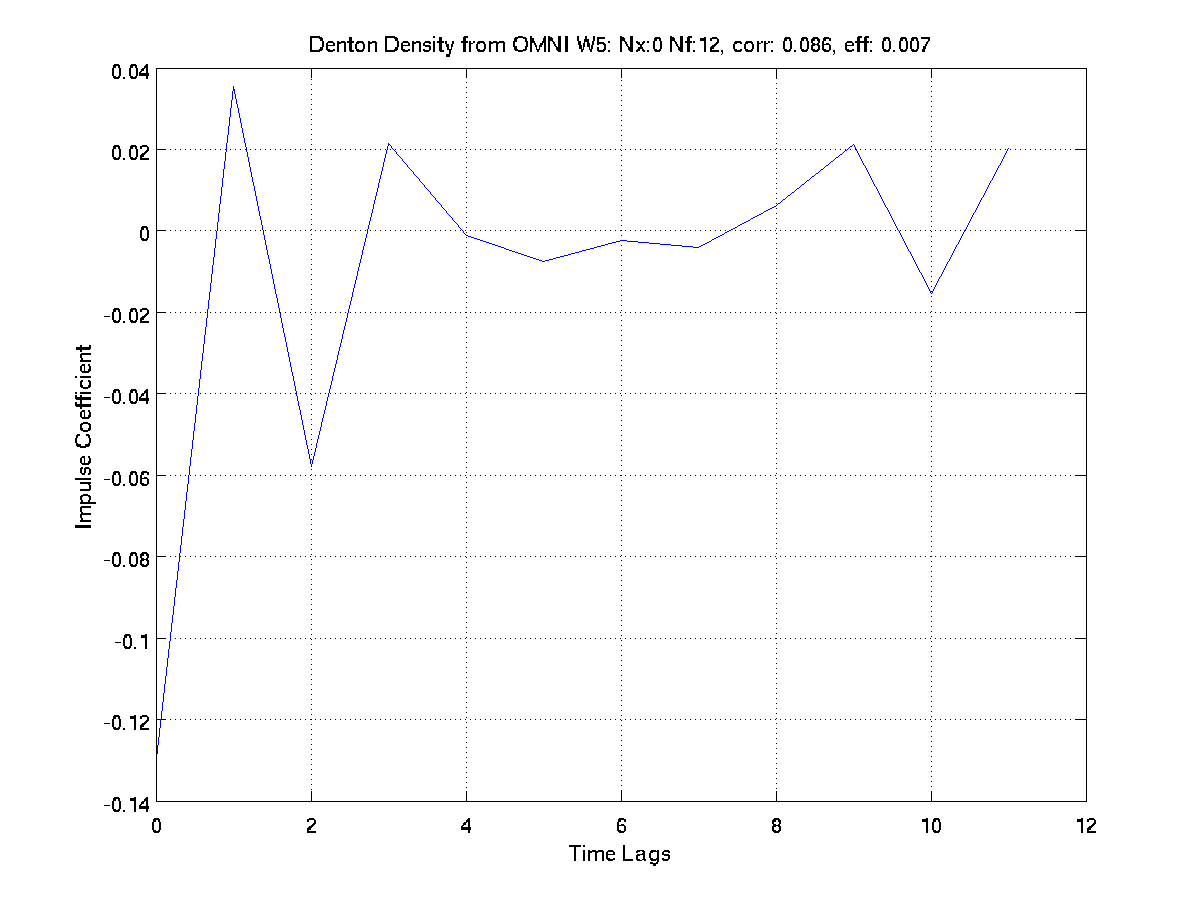 Denton Density from OMNI W5: Nx:0 Nf:12, corr: 0.086, eff: 0.007
0.04
0.02
0
-0.02
-0.04
-0.06
-0.08
-0.1
-0.12
-0.14
Impulse Coefficient
0 2 4 6 8 10 12
Time Lags